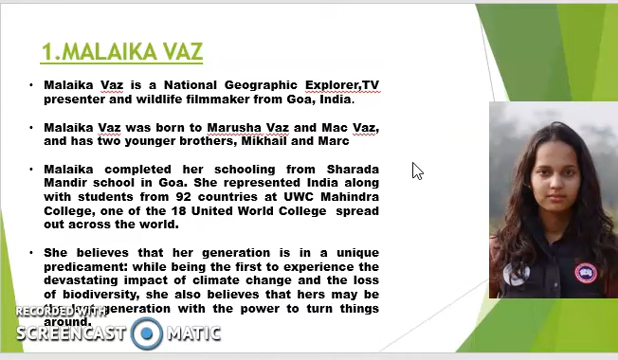 1.MALAIKA VAZ
• Malaika Vaz is a National Geographic Explorer,TV
presenter and wildlife filmmaker from Goa, India.
• Malaika Vaz was born to Marusha Vaz and Mac Vaz,
and has two younger brothers, Mikhail and Marc
• Malaika completed her schooling from Sharada
Mandir school in Goa. She represented India along
with students from 92 countries at UWC Mahindra
College, one of the 18 United World College spread
out across the world.
• She believes that her generation is in a unique
predicament: while being the first to experience the
devastating impact of climate change and the loss
of biodiversity, she also believes that hers may be
generation with the power to turn things
around.
RECORDED WITH
SCREENCAST MATIC